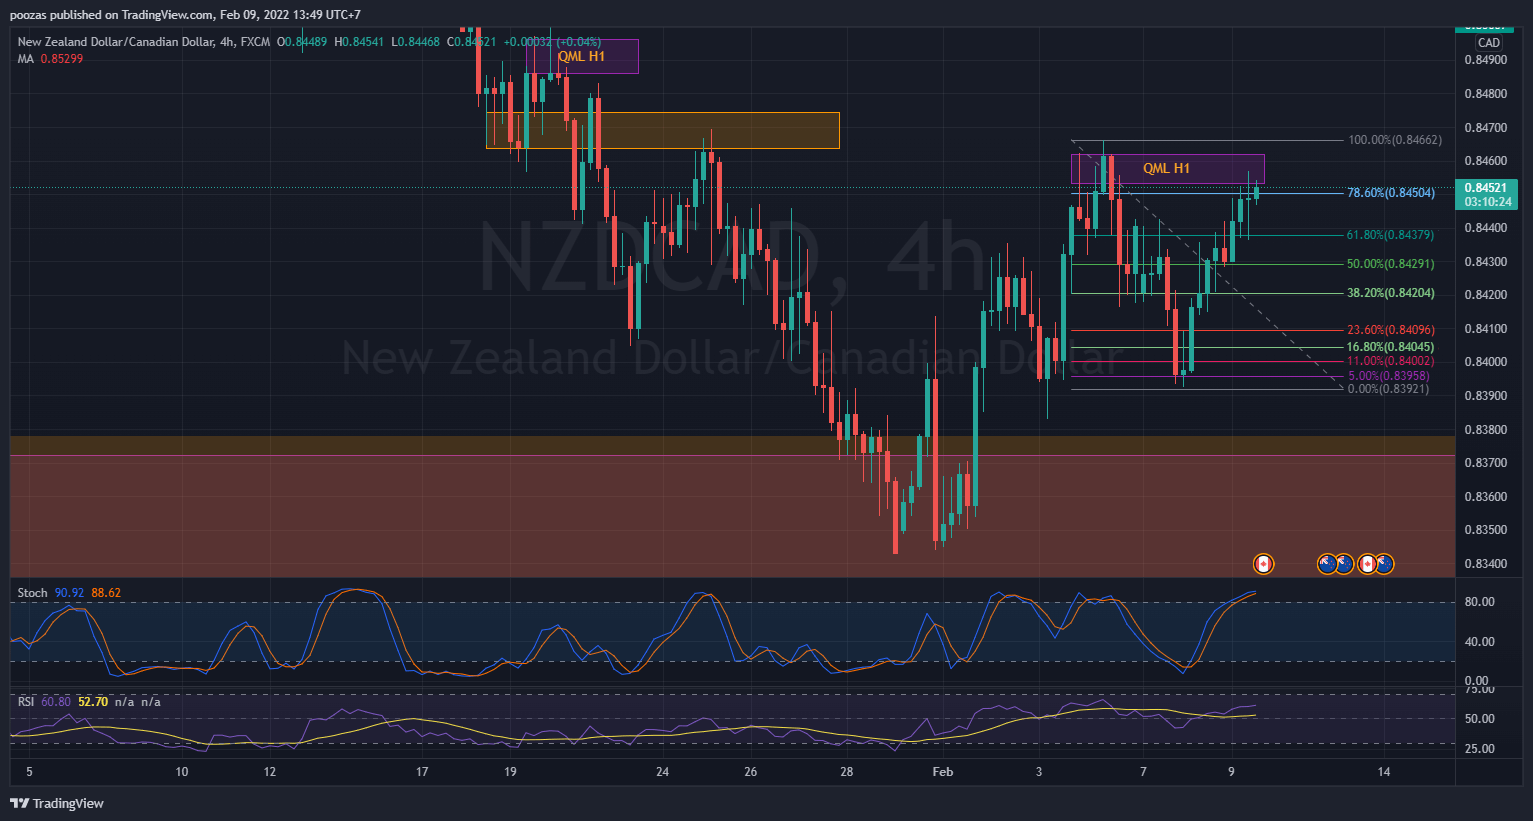 poozas published on TradingView.com, Feb 09, 2022 13:49 UTC+7
New Zealand Dollar/Canadian Dollar, 4h, FXCM O0.84489 H0.84541 L0.84468 C0.84521 +0.00032 (+0.04%)
MA 0.85299
CAD
QML H1
QML H1
NZDCAD, 4h
New Zealand Dollar/Canadian Dollar
100.00%(0.84662)
78.60%(0.84504)
61.80%(0.84379)
50.00%(0.84291)
38.20%(0.84204)
23.60%(0.84096)
16.80%(0.84045)
11.00%(0.84002)
5.00%(0.83958)
0.00%(0.83921)
0.84900
0.84800
0.84700
0.84600
0.84521
03:10:24
0.84400
0.84300
0.84200
0.84100
0.84000
0.83900
0.83800
0.83700
0.83600
0.83500
0.83400
Stoch 90.92 88.62
80.00
40.00
0.00
RSI 60.80 52.70 n/a n/a
75.00
50.00
25.00
5 10 12 17 19 24 26 28 Feb 3 7 9 14
TradingView